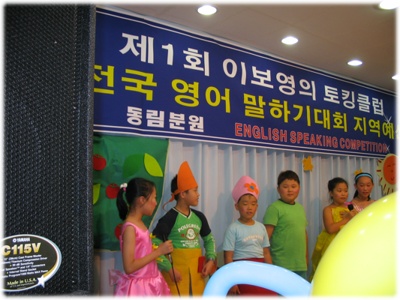 제1회 이보영의 토킹클럽
전국 영어 말하기대회 지역예
동림분원
ENGLISH SPEAKING COMPETITION
YAMAHA
C115V
Made in U.S.A.